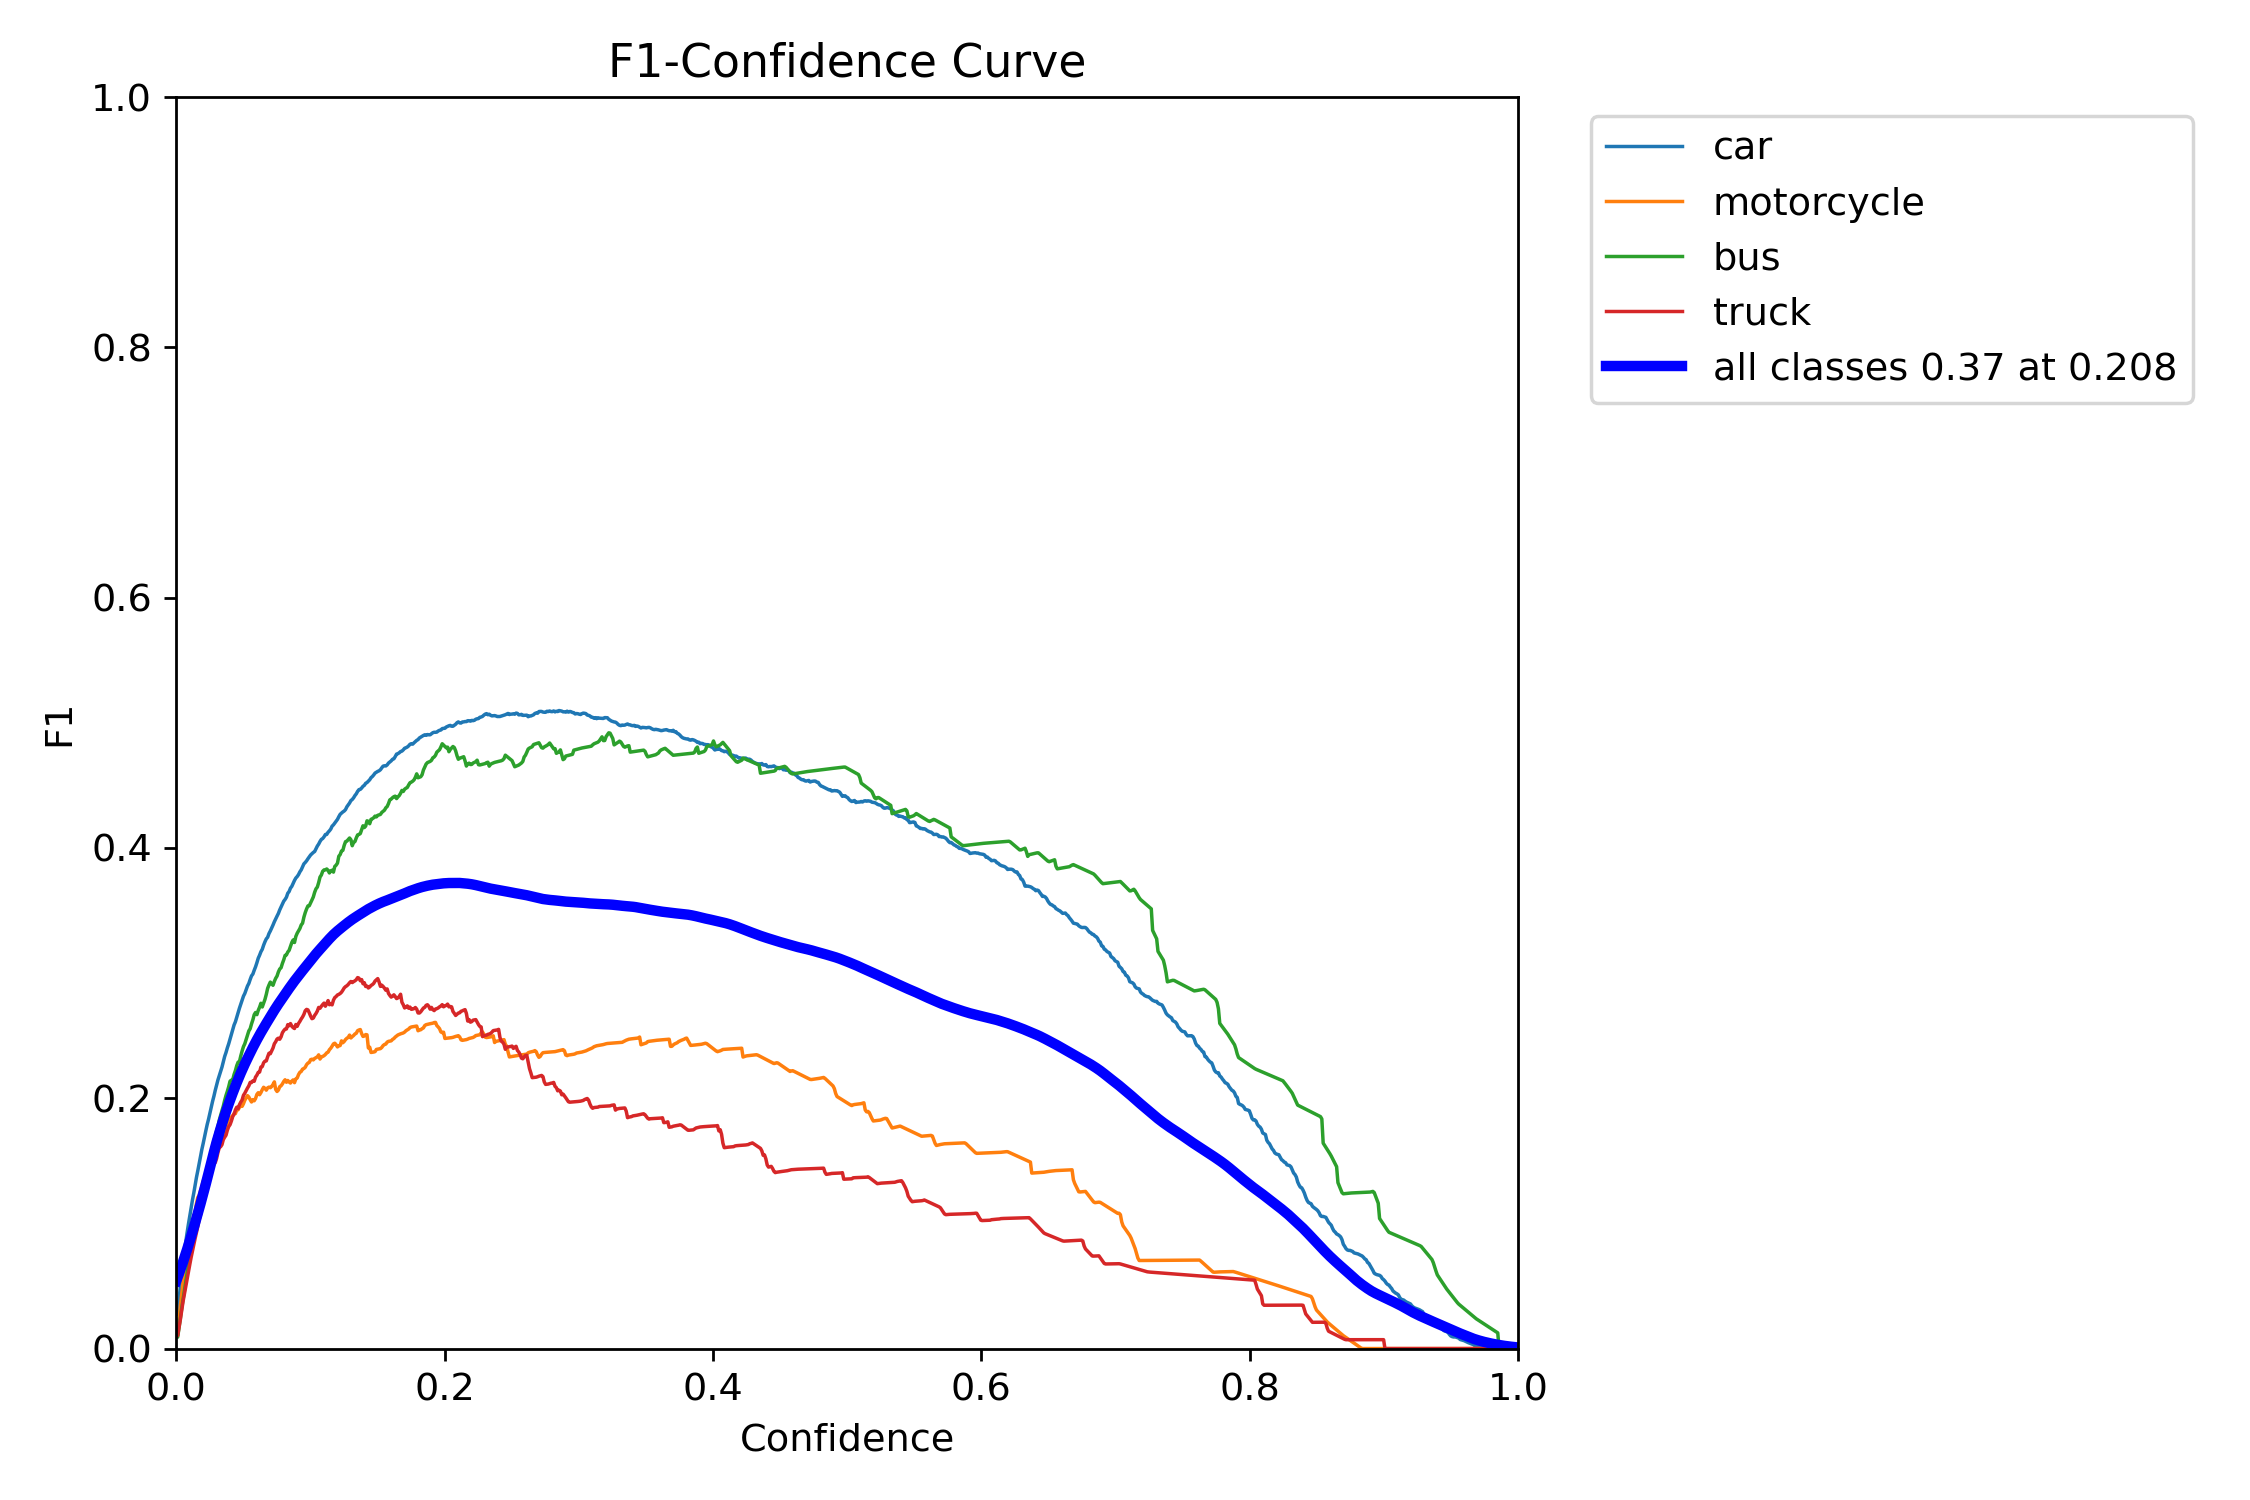 F1-Confidence Curve
1.0
0.8
0.6
0.4
0.2
0.0
F1
0.0 0.2 0.4 0.6 0.8 1.0
Confidence
car
motorcycle
bus
truck
all classes 0.37 at 0.208